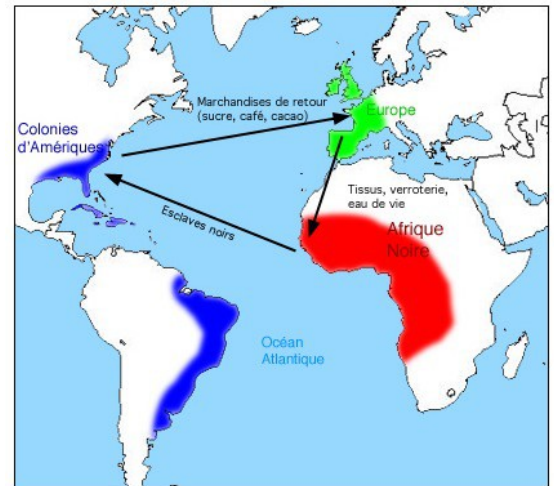 Marchandises de retour
(sucre, café, cacao)
Europe
Colonies
d'Amériques
Tissus, verroterie,
eau de vie
Esclaves noirs
Afrique
Noire
Océan
Atlantique